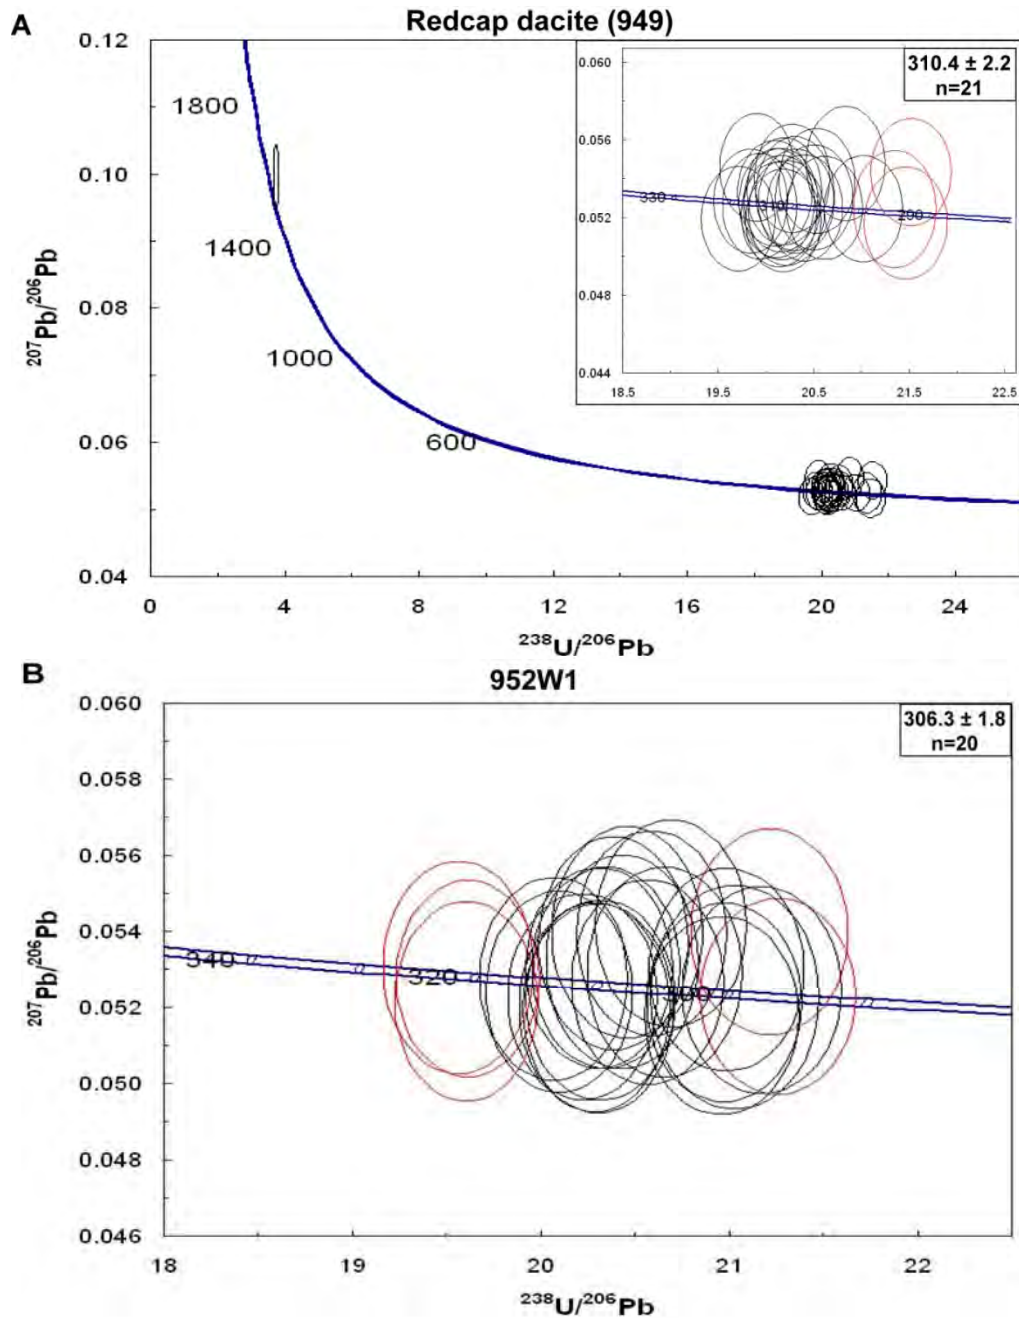 A
Redcap dacite (949)
0.12
0.10
0.08
0.06
0.04
²⁰⁷Pb/²⁰⁶Pb
1800
1400
1000
600
0 4 8 12 16 20 24
²³⁸U/²⁰⁶Pb
0.060
0.056
0.052
0.048
0.044
310.4 ± 2.2
n=21
330 310 290
18.5 19.5 20.5 21.5 22.5
B
952W1
0.060
0.058
0.056
0.054
0.052
0.050
0.048
0.046
²⁰⁷Pb/²⁰⁶Pb
306.3 ± 1.8
n=20
340 320 300
18 19 20 21 22
²³⁸U/²⁰⁶Pb